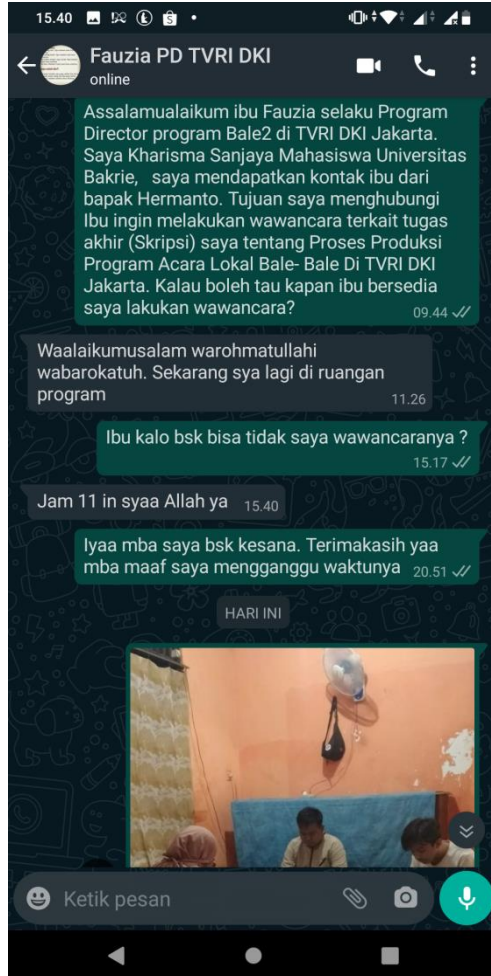 15.40
Fauzia PD TVRI DKI
online
Assalamualaikum ibu Fauzia selaku Program
Director program Bale2 di TVRI DKI Jakarta.
Saya Kharisma Sanjaya Mahasiswa Universitas
Bakrie, saya mendapatkan kontak ibu dari
bapak Hermanto. Tujuan saya menghubungi
Ibu ingin melakukan wawancara terkait tugas
akhir (Skripsi) saya tentang Proses Produksi
Program Acara Lokal Bale- Bale Di TVRI DKI
Jakarta. Kalau boleh tau kapan ibu bersedia
saya lakukan wawancara?
09.44
Waalaikumusalam warohmatullahi
wabarokatuh. Sekarang sya lagi di ruangan
program
11.26
Ibu kalo bsk bisa tidak saya wawancaranya ?
15.17
Jam 11 in syaa Allah ya 15.40
Iyaa mba saya bsk kesana. Terimakasih yaa
mba maaf saya mengganggu waktunya 20.51
HARI INI
Ketik pesan